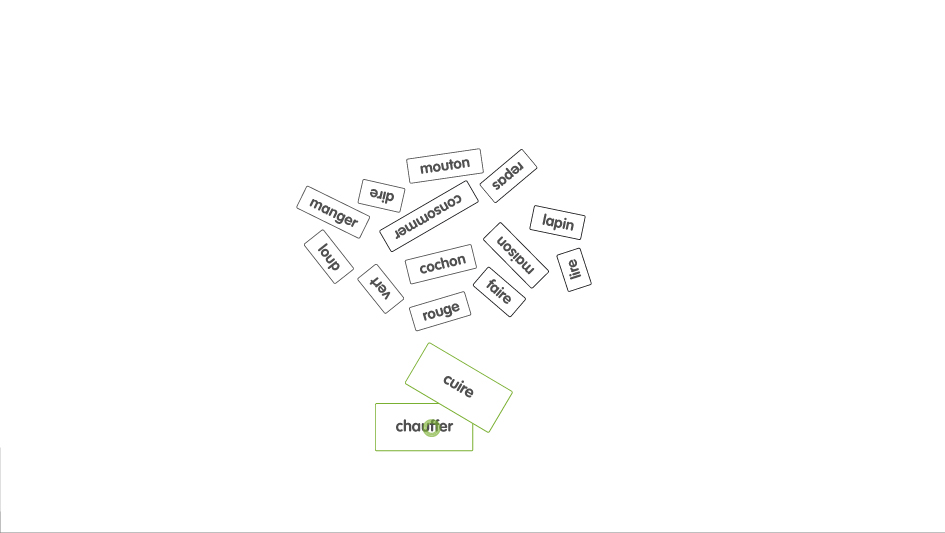 mouton
repas
dire
manger
consommer
lapin
loup
maison
cochon
lire
vert
faire
rouge
cuire
chauffer